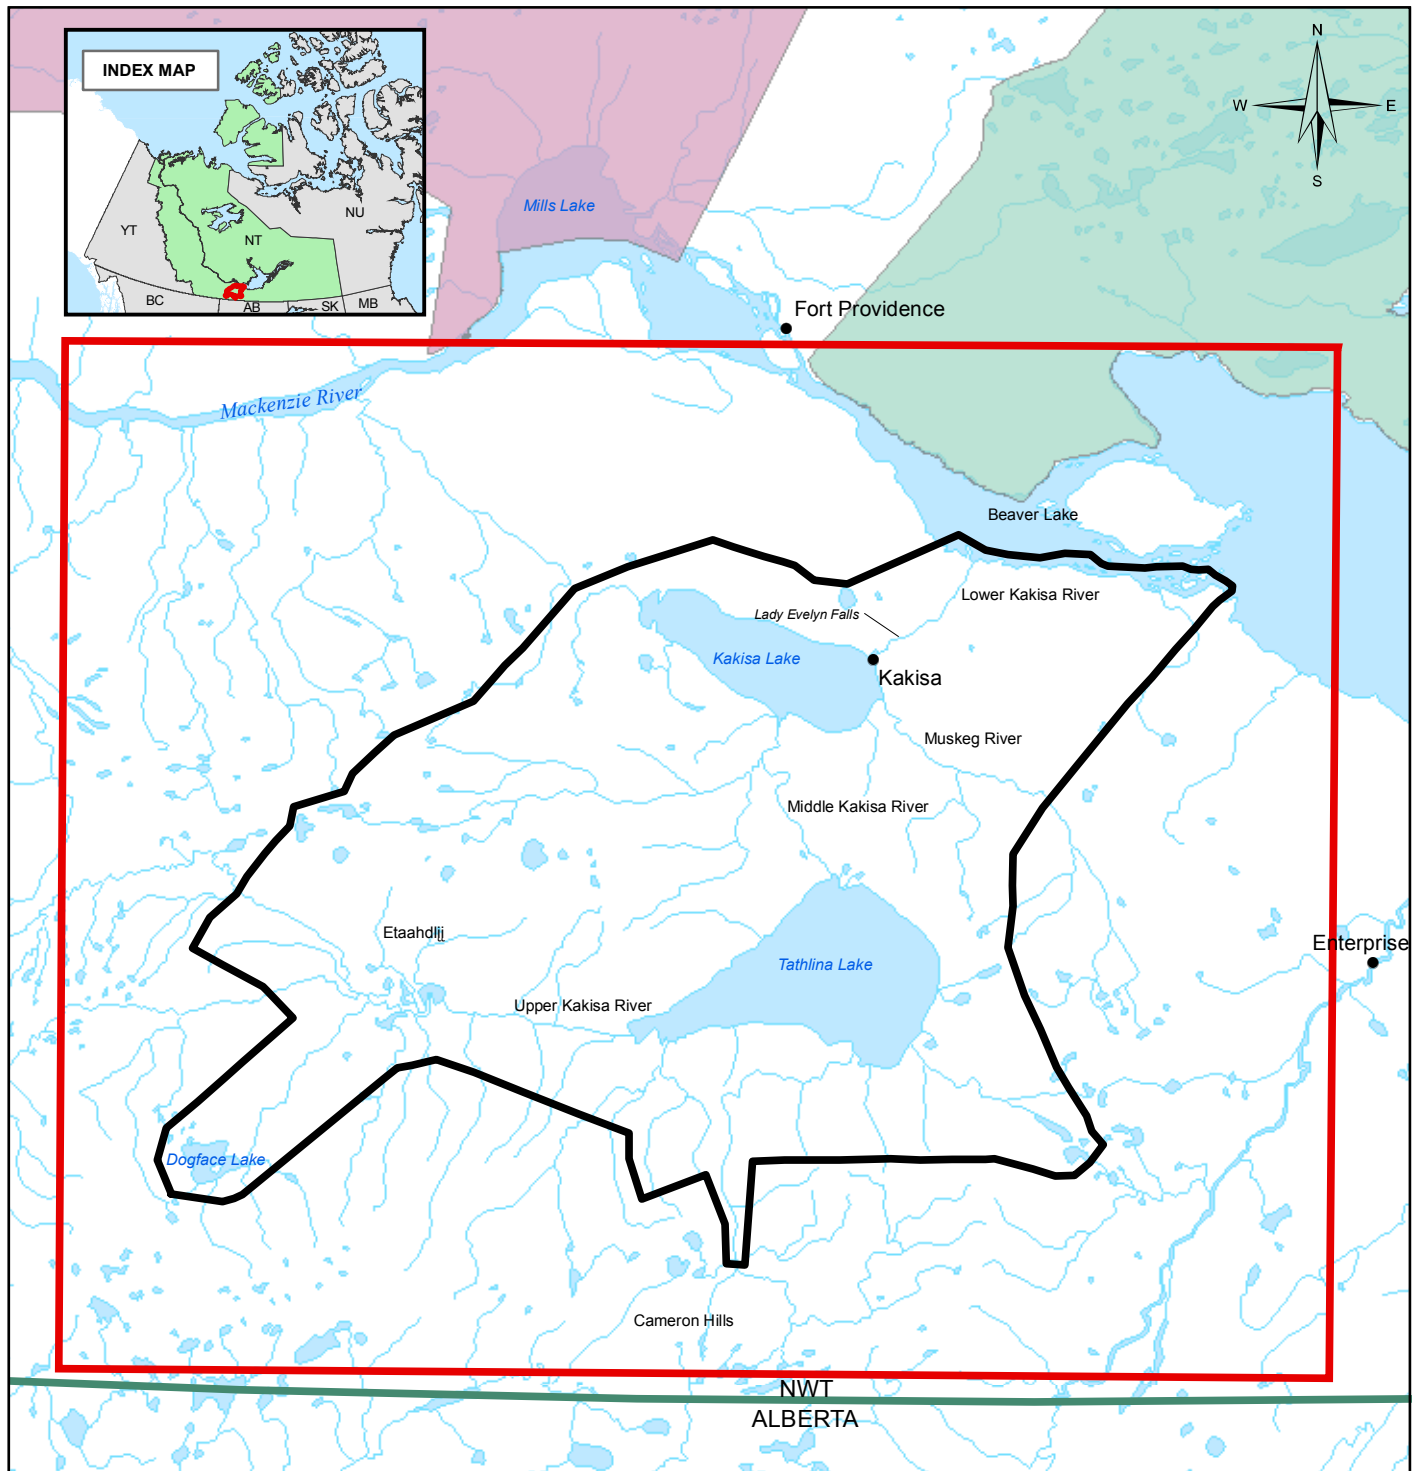 INDEX MAP
N
W
E
S
YT
NU
NT
BC
AB
SK
MB
Mills Lake
Fort Providence
Mackenzie River
Beaver Lake
Lower Kakisa River
Lady Evelyn Falls
Kakisa Lake
Kakisa
Muskeg River
Middle Kakisa River
Etaahdlįį
Enterprise
Tathlina Lake
Upper Kakisa River
Dogface Lake
Cameron Hills
NWT
ALBERTA